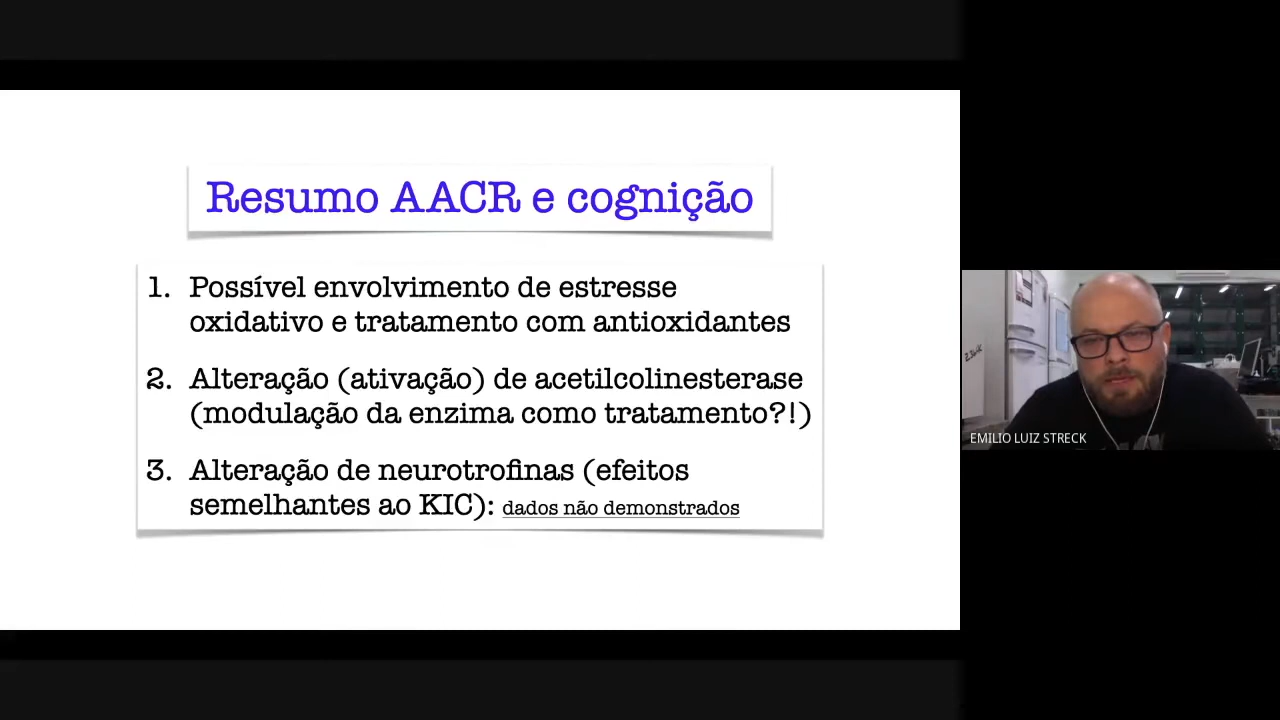 Resumo AACR e cognição
1. Possível envolvimento de estresse
oxidativo e tratamento com antioxidantes
2. Alteração (ativação) de acetilcolinesterase
(modulação da enzima como tratamento?!)
3. Alteração de neurotrofinas (efeitos
semelhantes ao KIC): dados não demonstrados
EMILIO LUIZ STRECK